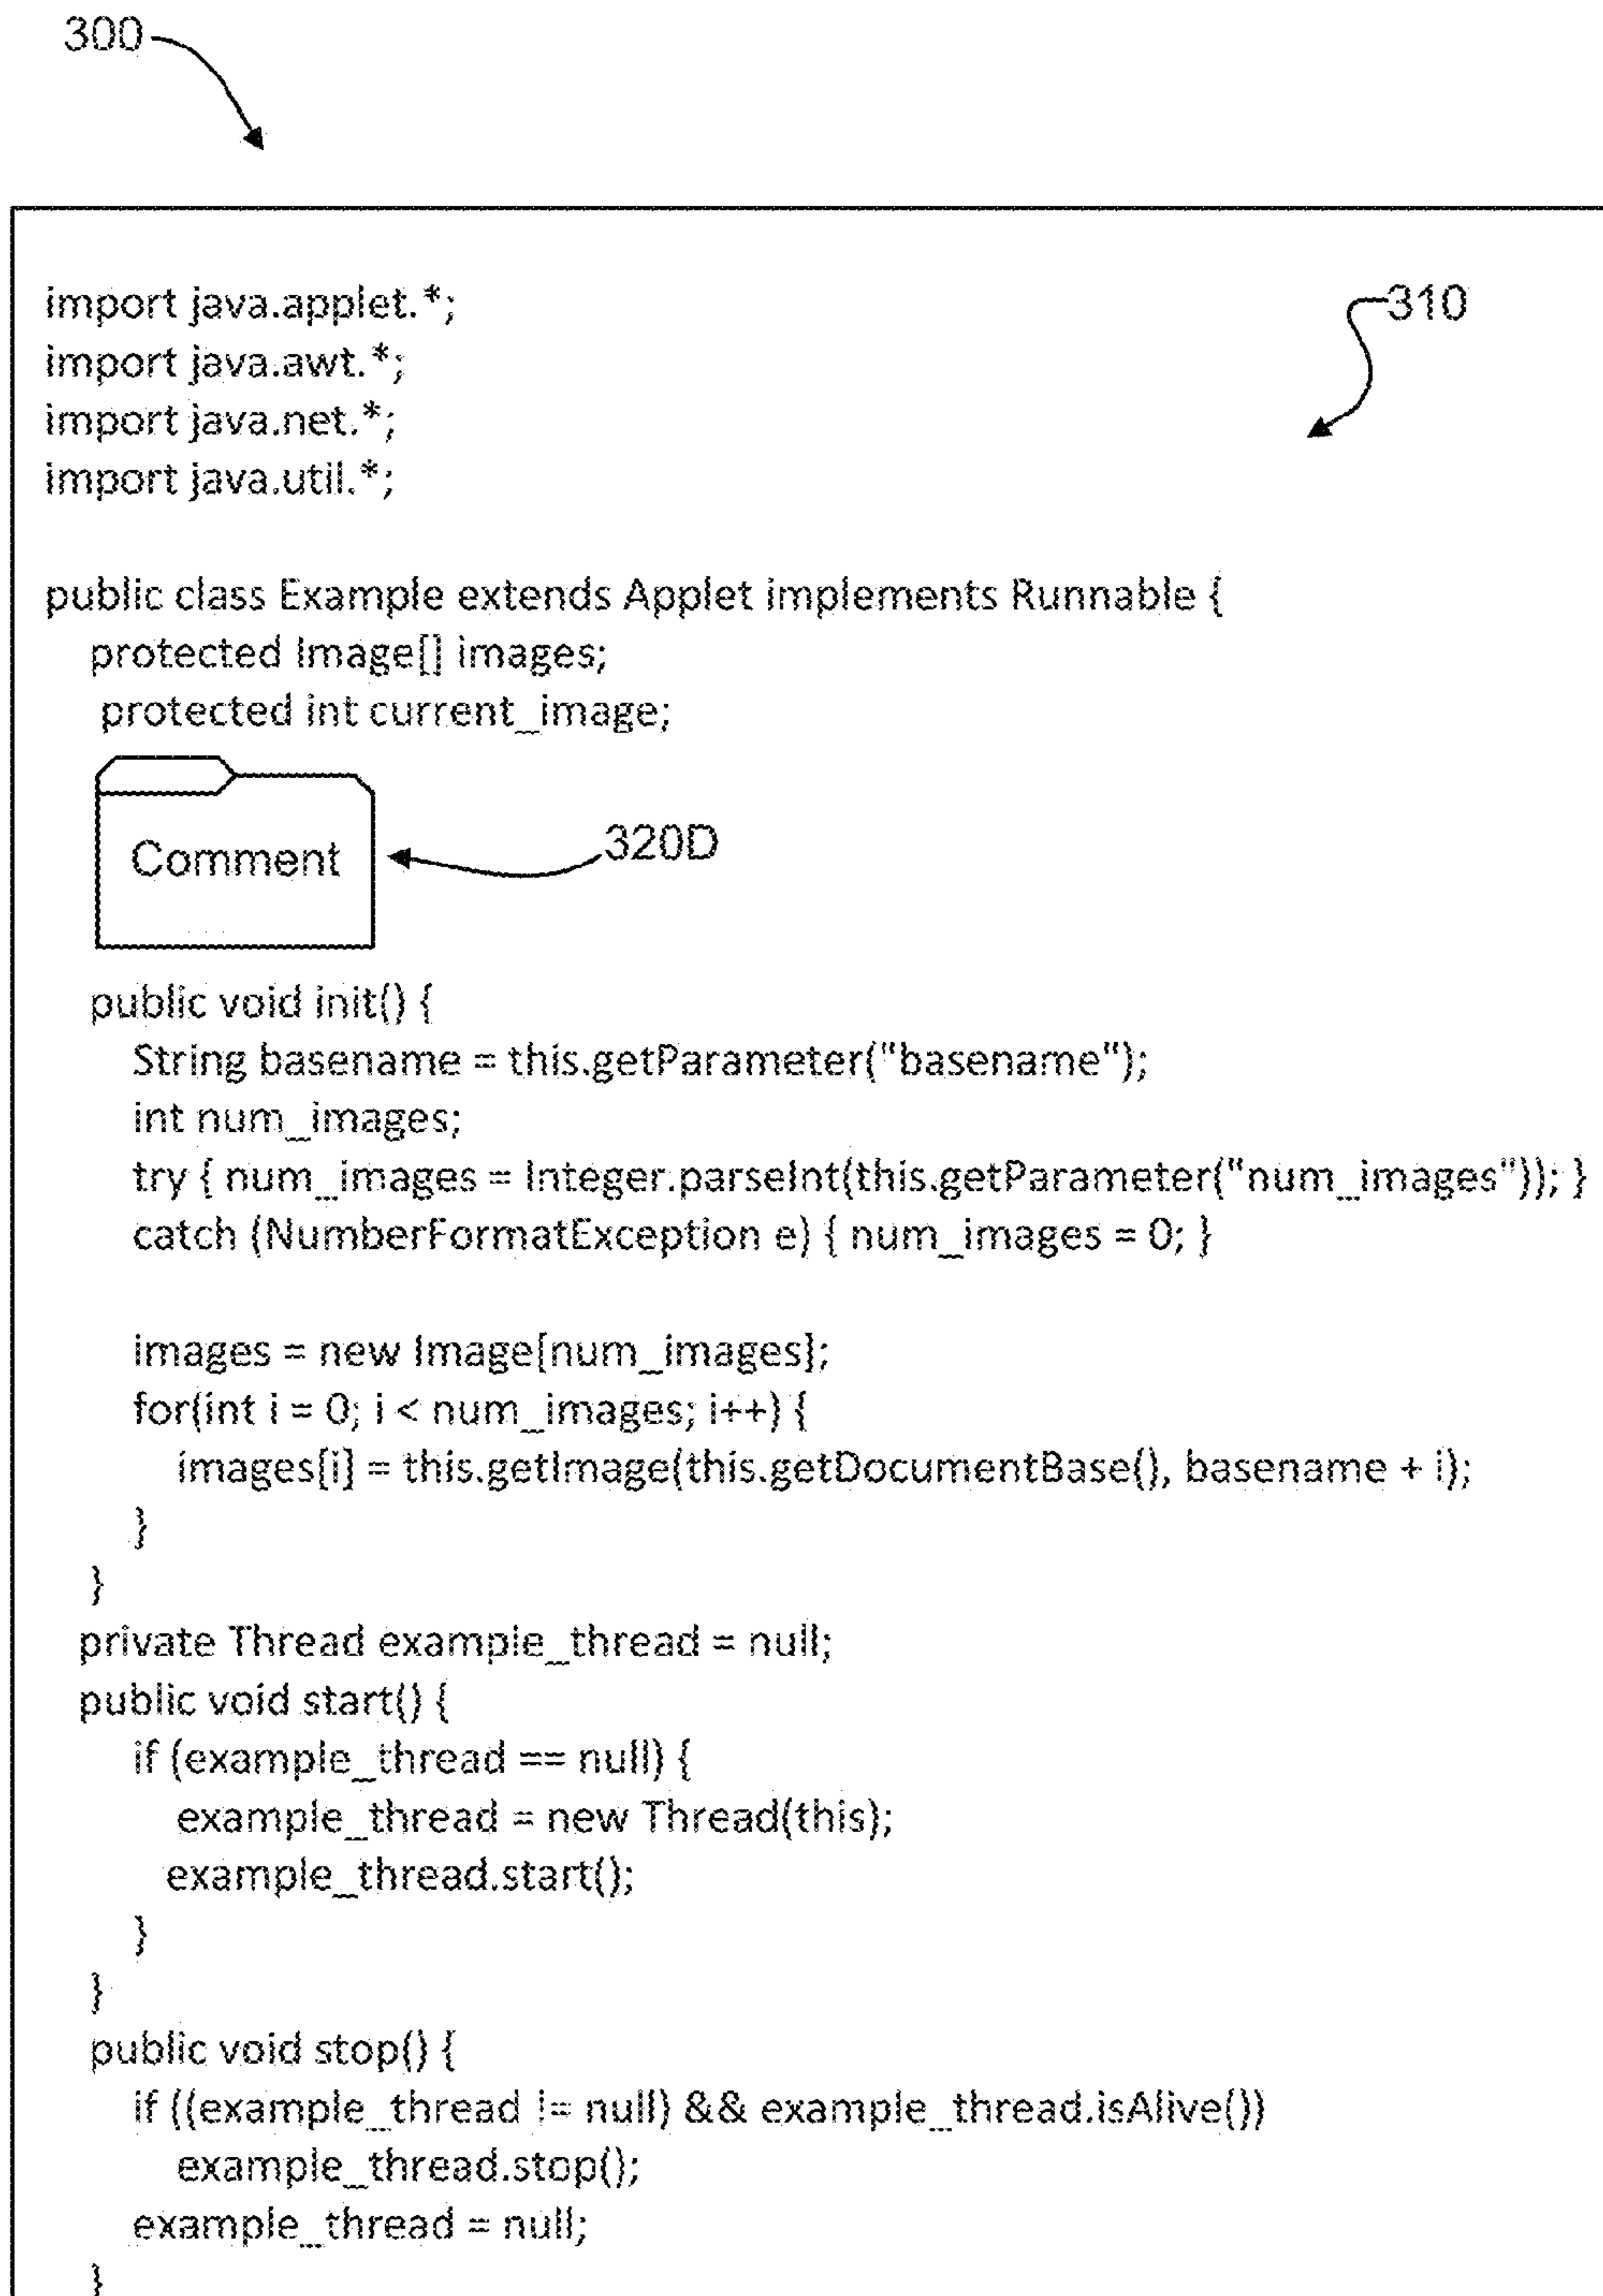 300
import java.applet.*;
310
import java.awt.*;
import java.net.*;
import java.util.*;
public class Example extends Applet implements Runnable {
protected Image[] images;
protected int current_image;
Comment
320D
public void init() {
String basename = this.getParameter("basename");
int num_images;
try { num_images = Integer.parseInt(this.getParameter("num_images")); }
catch (NumberFormatException e) { num_images = 0; }
images = new Image[num_images];
for(int i = 0; i < num_images; i++) {
images[i] = this.getImage(this.getDocumentBase(), basename + i);
}
}
private Thread example_thread = null;
public void start() {
if (example_thread == null) {
example_thread = new Thread(this);
example_thread.start();
}
}
public void stop() {
if ((example_thread != null) && example_thread.isAlive())
example_thread.stop();
example_thread = null;
}